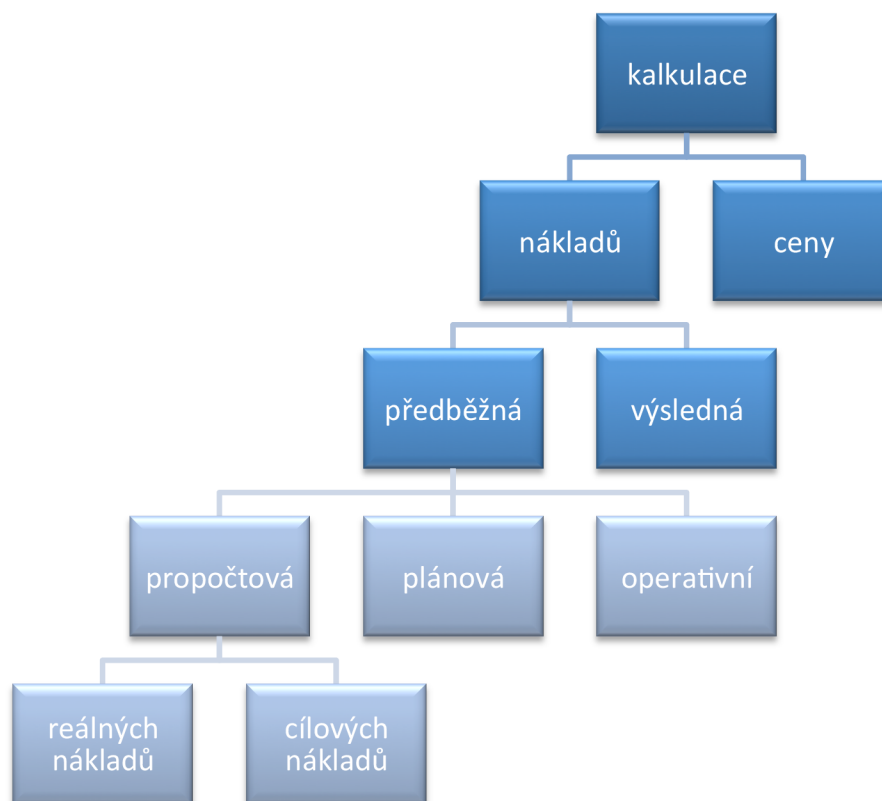 kalkulace
nákladů
ceny
předběžná
výsledná
propočtová
plánová
operativní
reálných
nákladů
cílových
nákladů